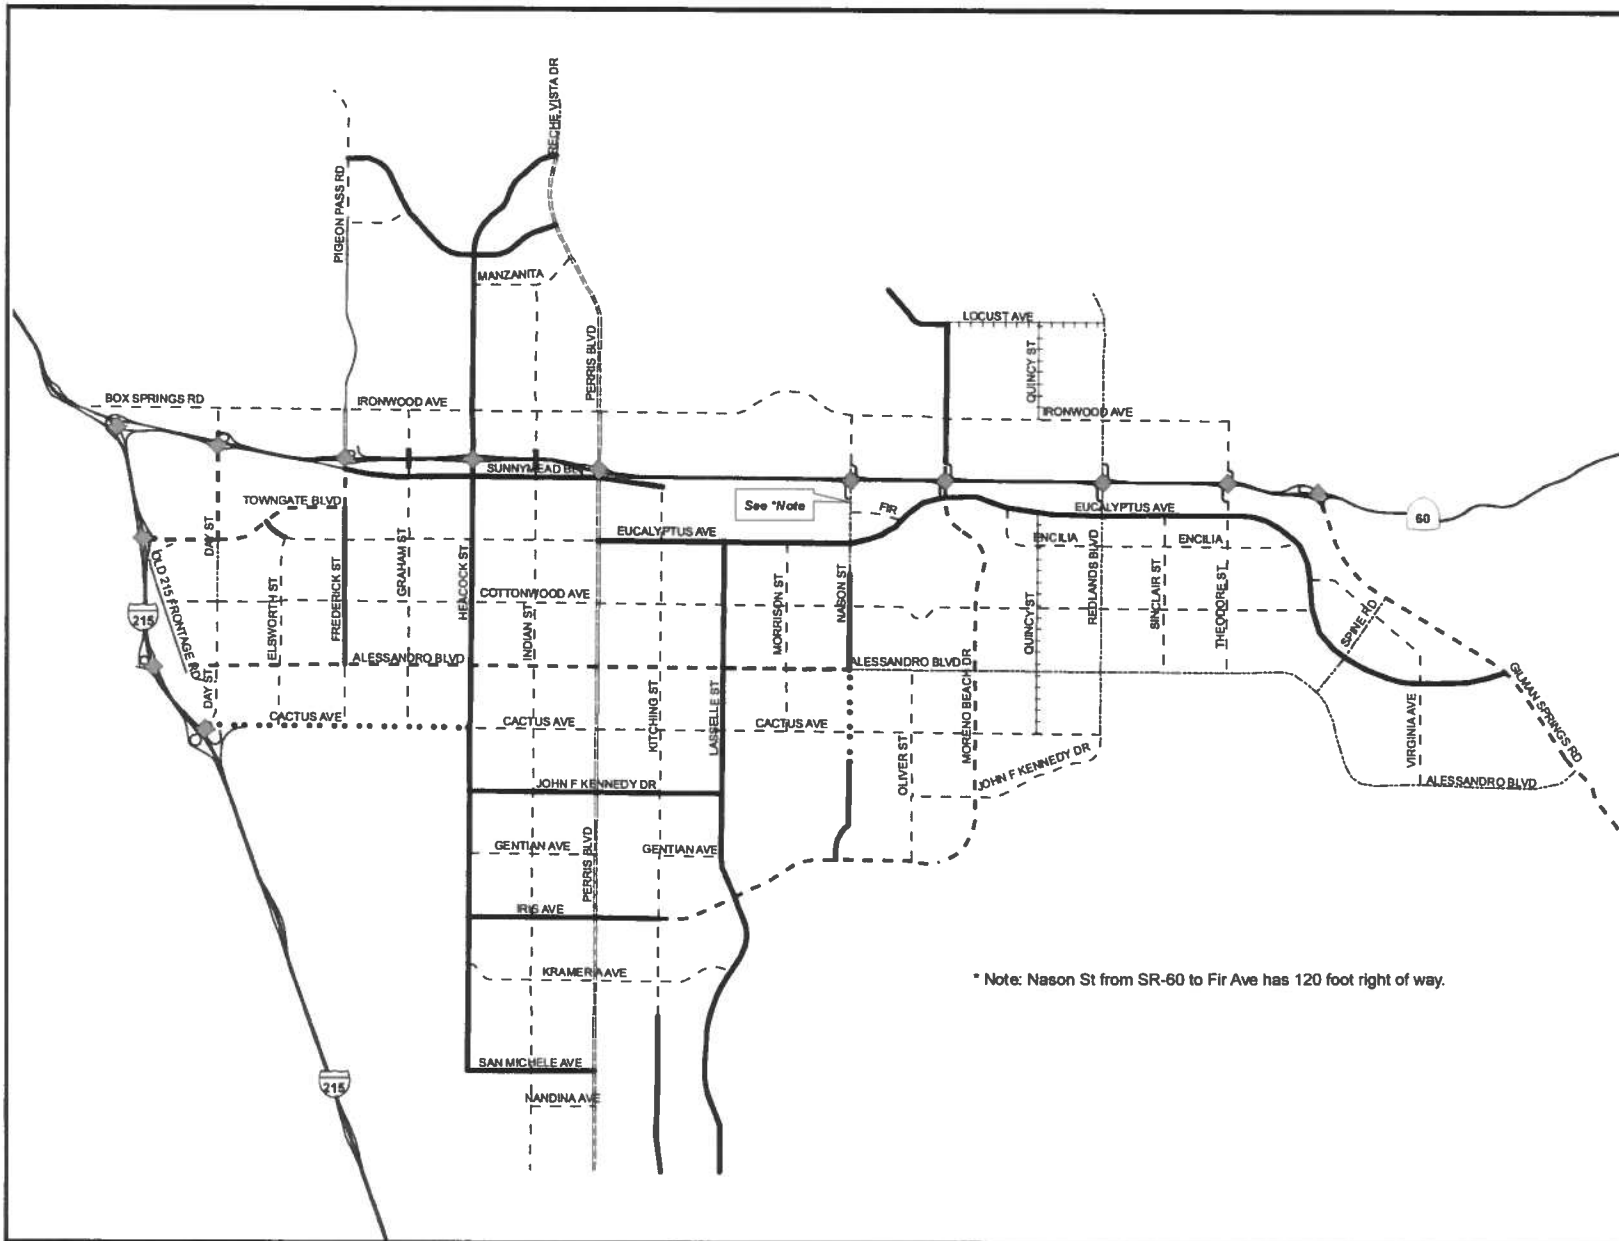 RECHE VISTA DR
PIGEON PASS RD
MANZANITA
PERRIS BLVD
LOCUST AVE
QUINCY ST
BOX SPRINGS RD
IRONWOOD AVE
IRONWOOD AVE
SUNNYMEAD BL
TOWNGATE BLVD
See *Note
FIR
EUCALYPTUS AVE
60
DAY ST
EUCALYPTUS AVE
ENCILIA
ENCILIA
OLD 215 FRONTAGE RD
ELSWORTH ST
FREDERICK ST
GRAHAM ST
HEACOCK ST
COTTONWOOD AVE
INDIAN ST
MORRISON ST
NASON ST
QUINCY ST
REDLANDS BLVD
SINCLAIR ST
THEODORE ST
SPINE RD
215
ALESSANDRO BLVD
ALESSANDRO BLVD
GILMAN SPRINGS RD
DAY ST
CACTUS AVE
CACTUS AVE
KITCHING ST
LASSELLE ST
CACTUS AVE
OLIVER ST
MORENO BEACH DR
JOHN F KENNEDY DR
VIRGINIA AVE
ALESSANDRO BLVD
JOHN F KENNEDY DR
GENTIAN AVE
PERRIS BLVD
GENTIAN AVE
IRIS AVE
KRAMERIA AVE
* Note: Nason St from SR-60 to Fir Ave has 120 foot right of way.
SAN MICHELE AVE
215
NANDINA AVE